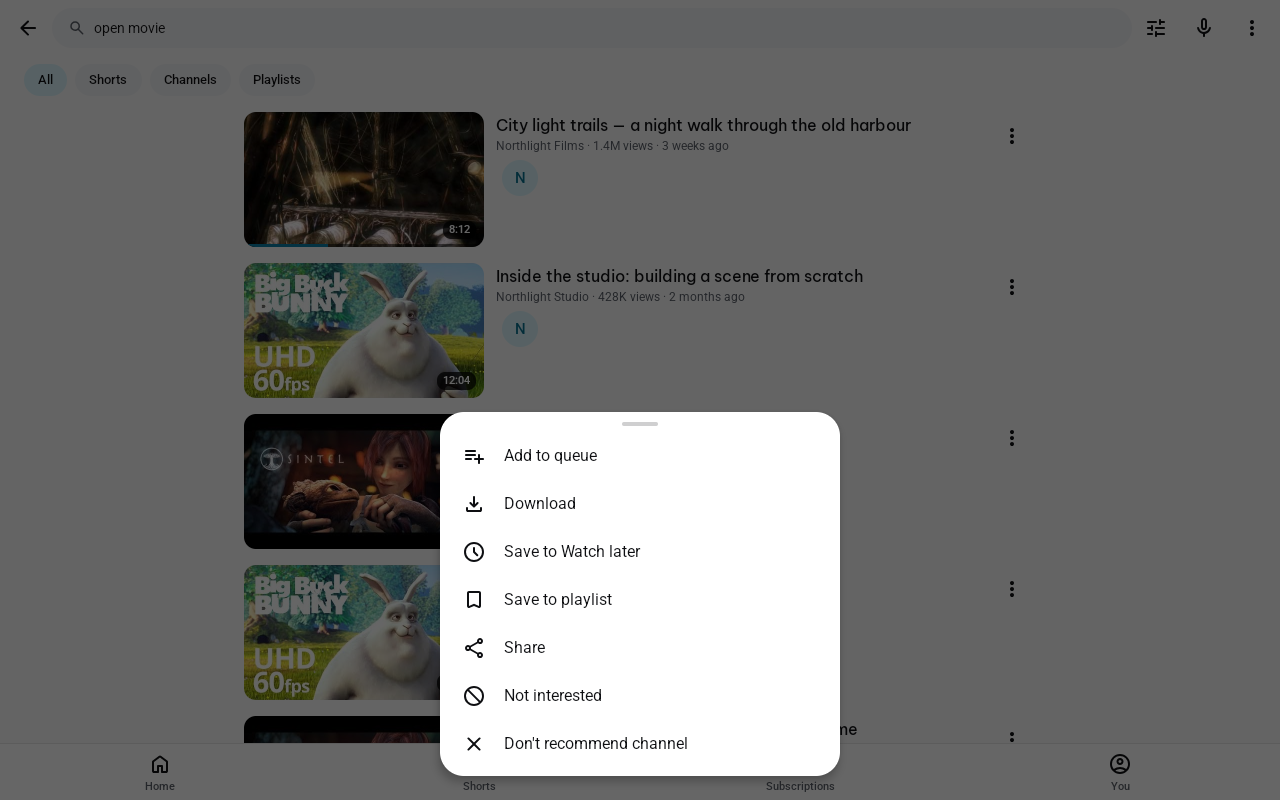 open movie
All
Shorts
Channels
Playlists
City light trails — a night walk through the old harbour
Northlight Films · 1.4M views · 3 weeks ago
N
8:12
Inside the studio: building a scene from scratch
Northlight Studio · 428K views · 2 months ago
N
Big Buck
BUNNY
UHD
60fps
12:04
SINTEL
Big Buck
BUNNY
UHD
60fps
Add to queue
Download
Save to Watch later
Save to playlist
Share
Not interested
Don't recommend channel
Home
Shorts
Subscriptions
You